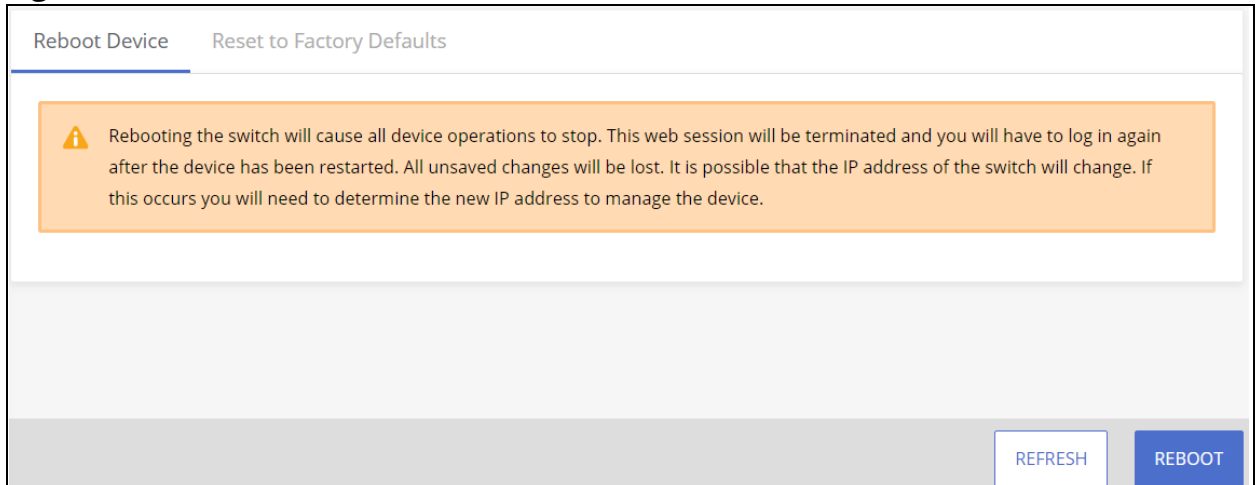 Reboot Device Reset to Factory Defaults
Rebooting the switch will cause all device operations to stop. This web session will be terminated and you will have to log in again
after the device has been restarted. All unsaved changes will be lost. It is possible that the IP address of the switch will change. If
this occurs you will need to determine the new IP address to manage the device.
REFRESH REBOOT